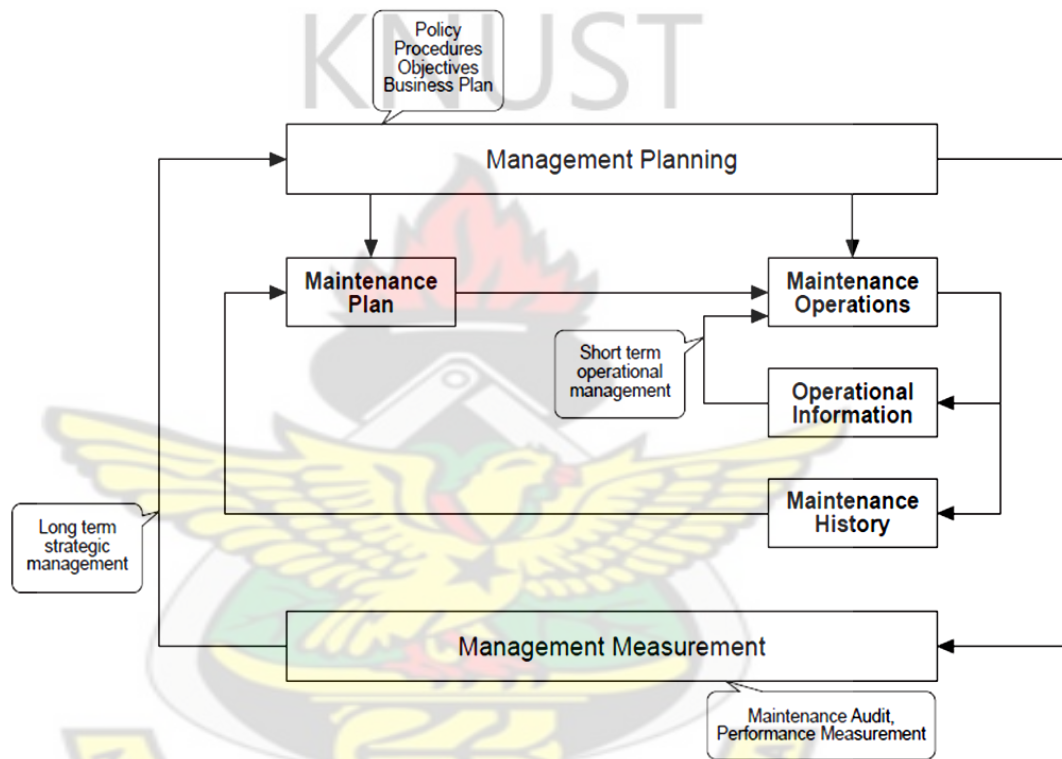 KNUST
Policy
Procedures
Objectives
Business Plan
Management Planning
Maintenance
Plan
Maintenance
Operations
Short term
operational
management
Operational
Information
Maintenance
History
Long term
strategic
management
Management Measurement
Maintenance Audit,
Performance Measurement